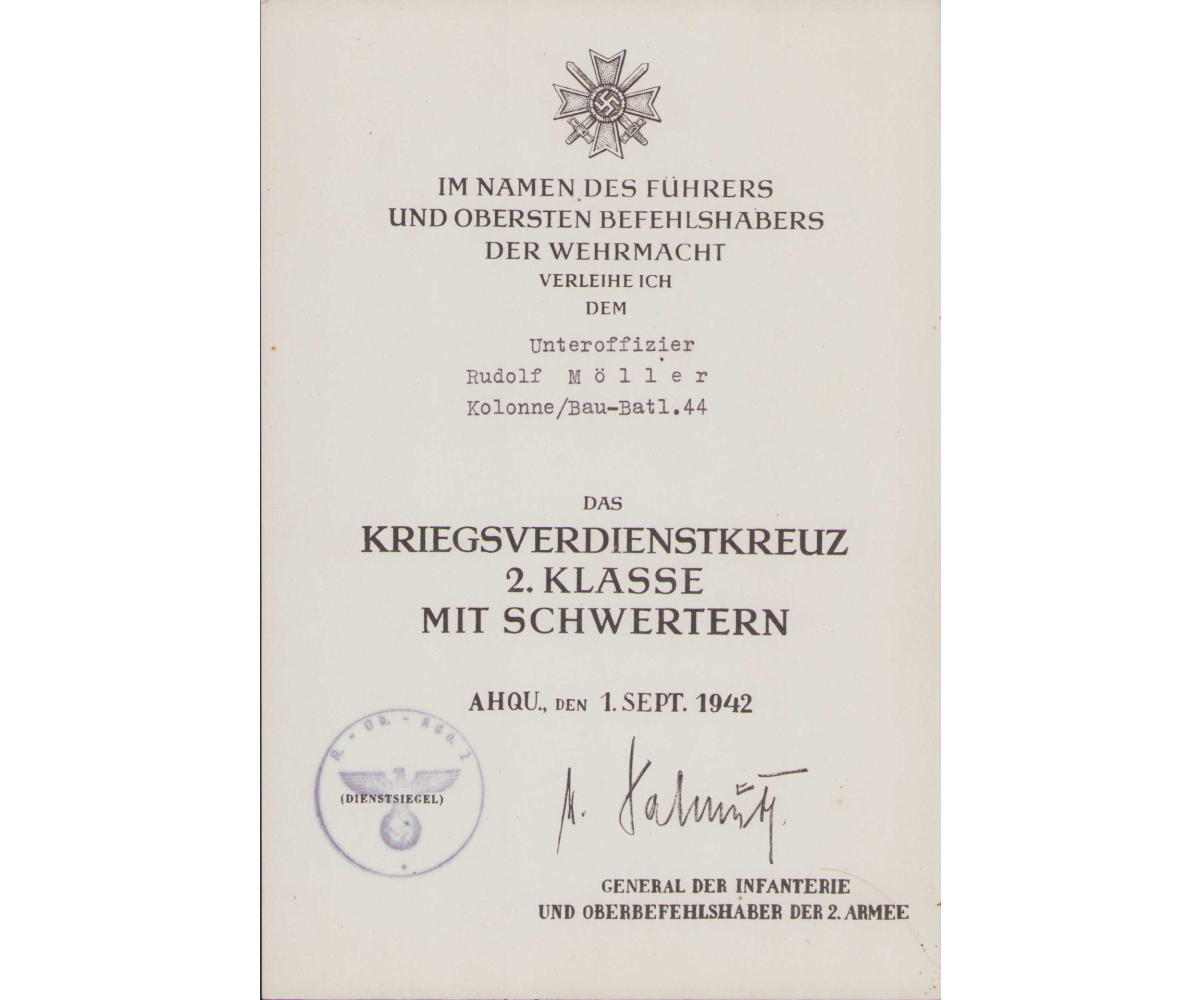 IM NAMEN DES FÜHRERS
UND OBERSTEN BEFEHLSHABERS
DER WEHRMACHT
VERLEIHE ICH
DEM
Unteroffizier
Rudolf Möller
Kolonne/Bau-Batl.44
DAS
KRIEGSVERDIENSTKREUZ
2. KLASSE
MIT SCHWERTERN
AHQU., DEN 1. SEPT. 1942
(DIENSTSIEGEL)
GENERAL DER INFANTERIE
UND OBERBEFEHLSHABER DER 2. ARMEE